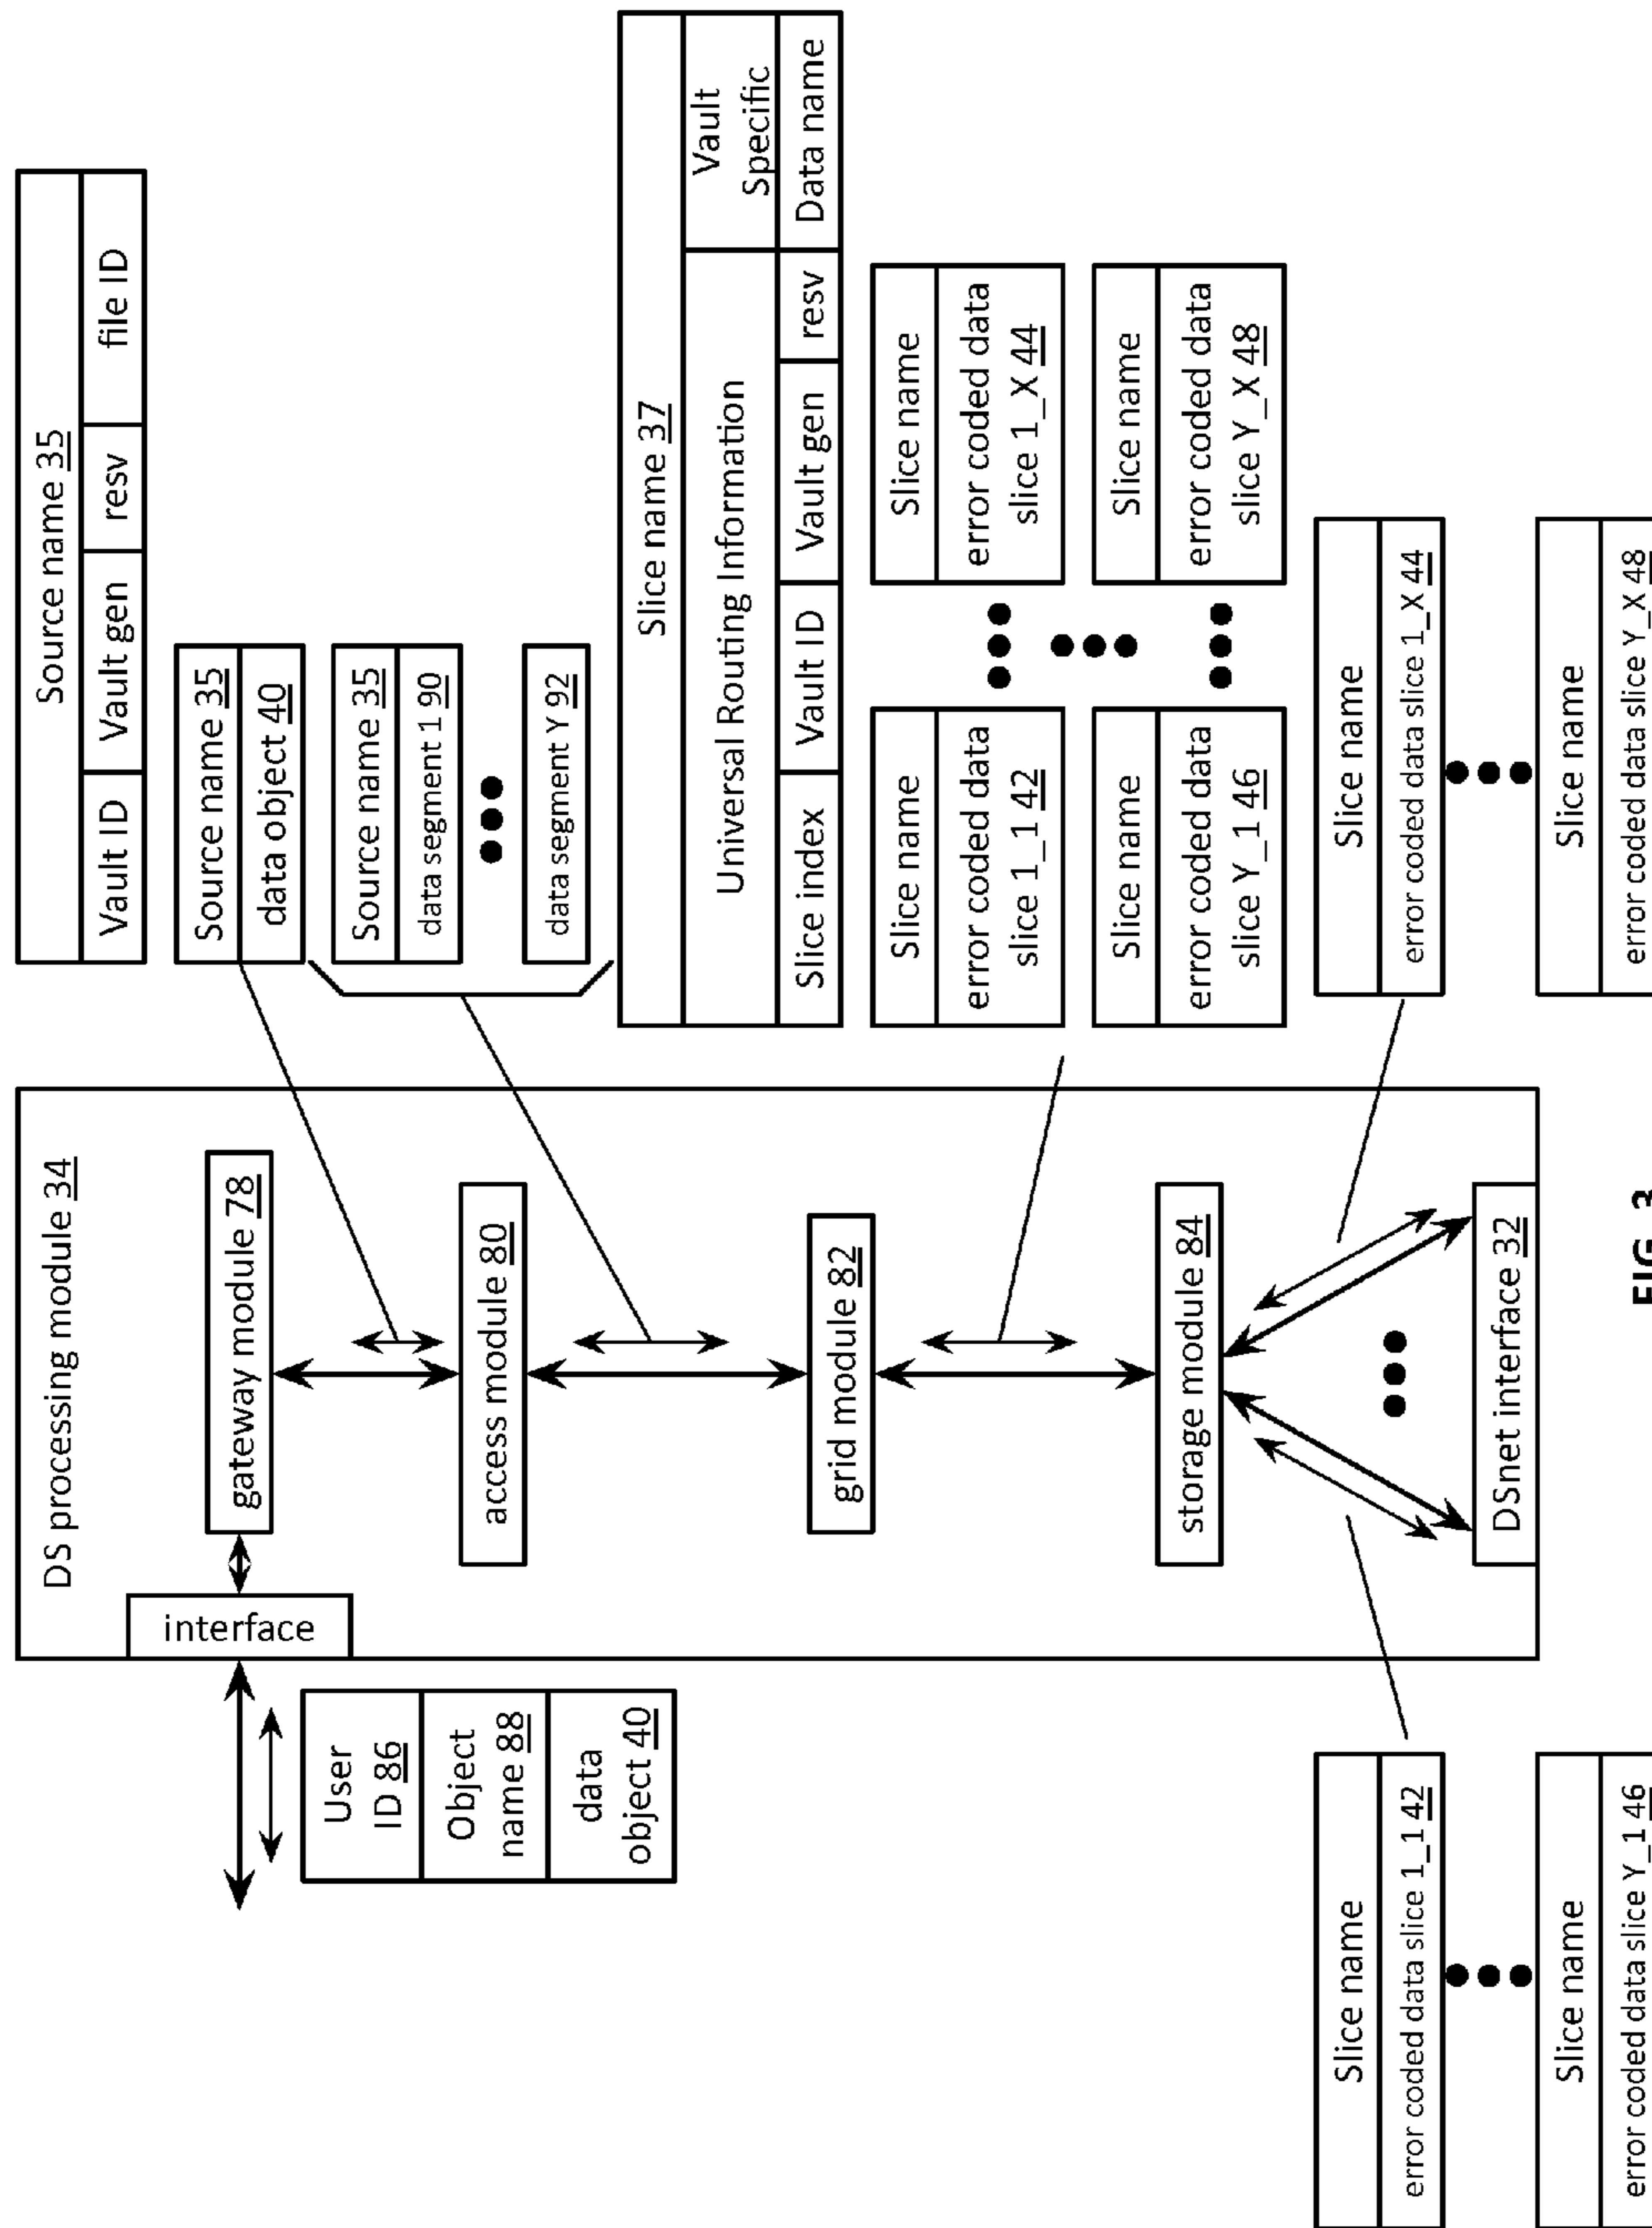 DS processing module 34
interface
gateway module 78
access module 80
grid module 82
storage module 84
DSnet interface 32
User
ID 86
Object
name 88
data
object 40
Source name 35
Vault ID
Vault gen
resv
file ID
Source name 35
data object 40
Source name 35
data segment 1 90
data segment Y 92
Slice name 37
Universal Routing Information
Vault
Specific
Slice index
Vault ID
Vault gen
resv
Data name
Slice name
error coded data
slice 1_1 42
Slice name
error coded data
slice 1_X 44
Slice name
error coded data
slice Y_1 46
Slice name
error coded data
slice Y_X 48
Slice name
error coded data slice 1_1 42
Slice name
error coded data slice Y_1 46
Slice name
error coded data slice 1_X 44
Slice name
error coded data slice Y_X 48
FIG. 3